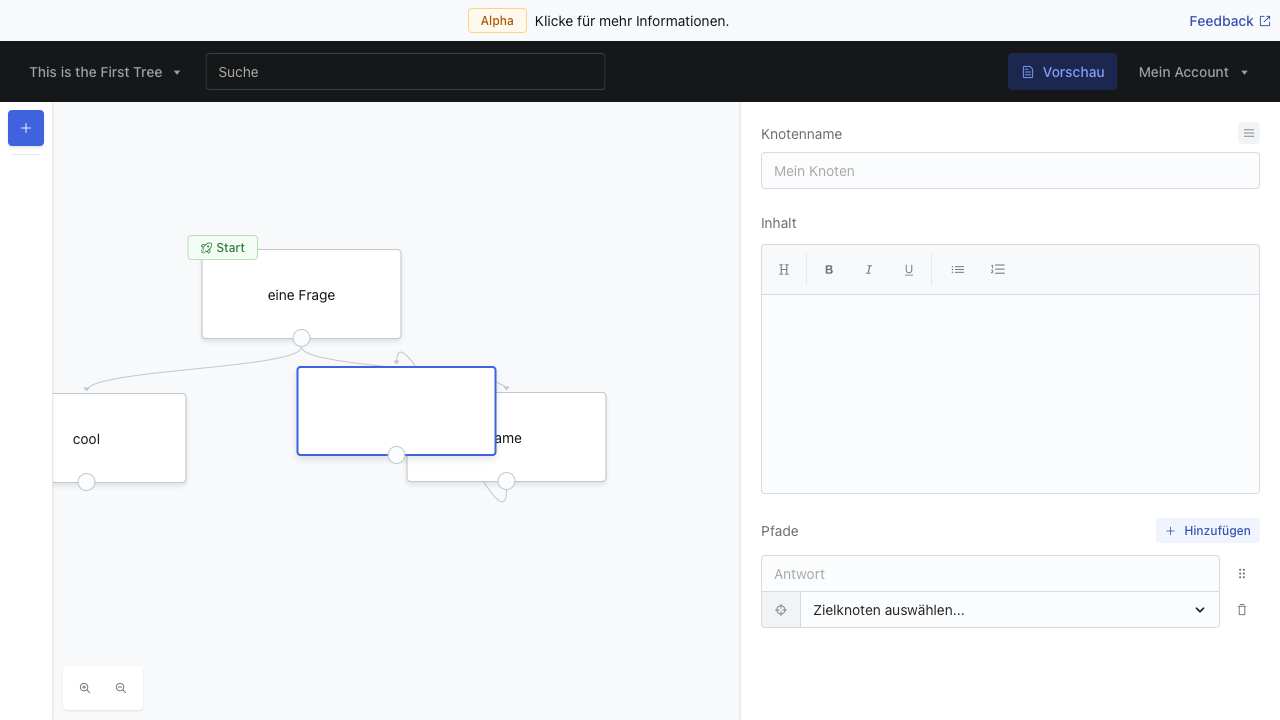 Alpha Klicke für mehr Informationen. Feedback
This is the First Tree Suche Vorschau Mein Account
Knotenname
Mein Knoten
Inhalt
Start
eine Frage
cool
Pfade
Hinzufügen
Antwort
Zielknoten auswählen...